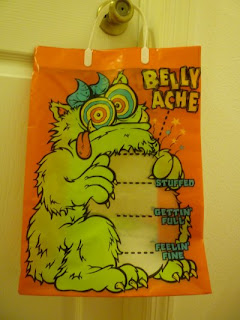 BELLY
ACHE
STUFFED
GETTIN'
FULL
FEELIN'
FINE